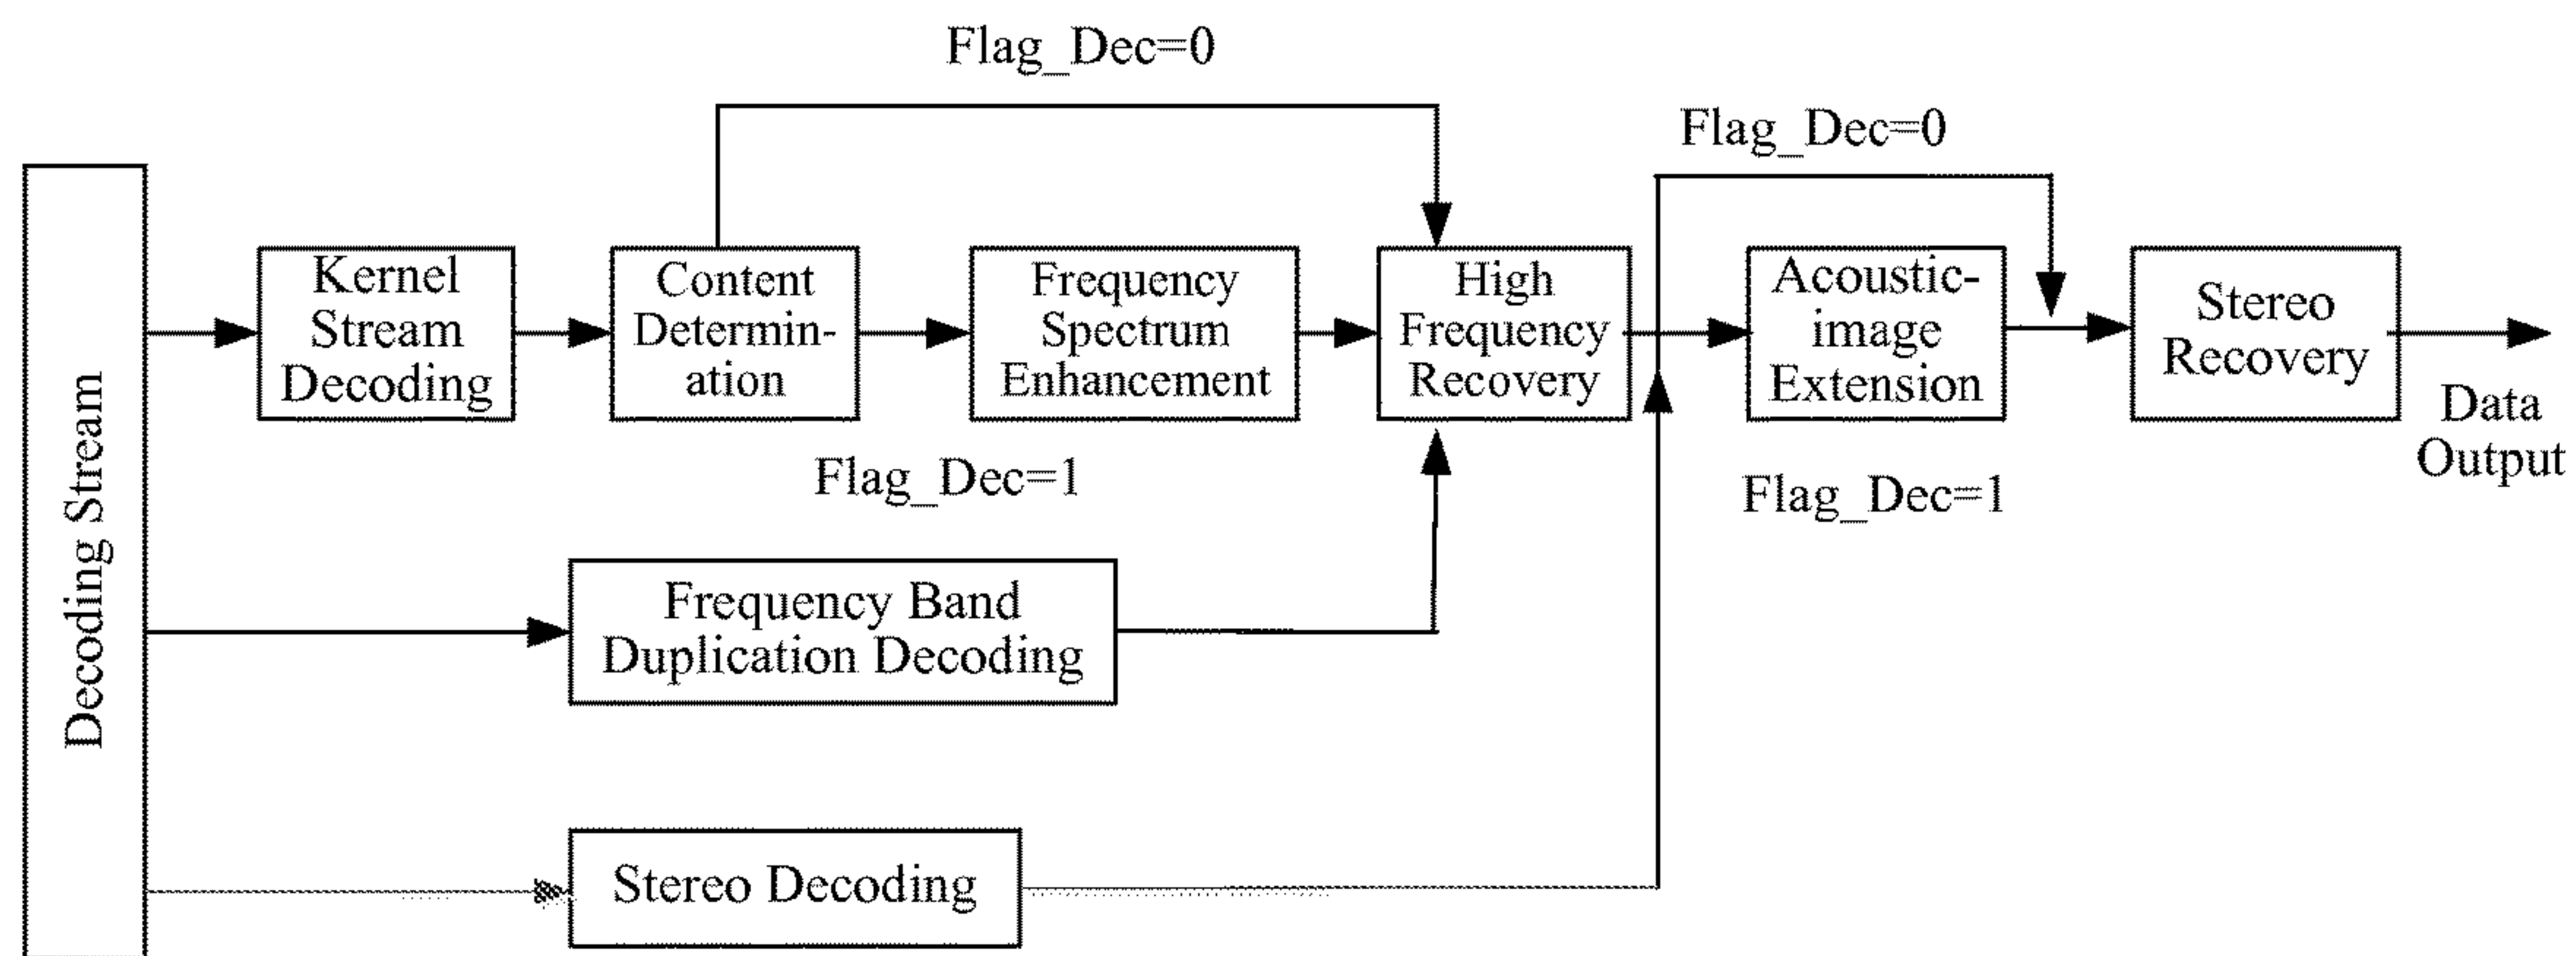 Flag_Dec=0
Flag_Dec=0
Decoding Stream
Kernel
Stream
Decoding
Content
Determin-
ation
Frequency
Spectrum
Enhancement
High
Frequency
Recovery
Acoustic-
image
Extension
Stereo
Recovery
Data
Output
Flag_Dec=1
Flag_Dec=1
Frequency Band
Duplication Decoding
Stereo Decoding